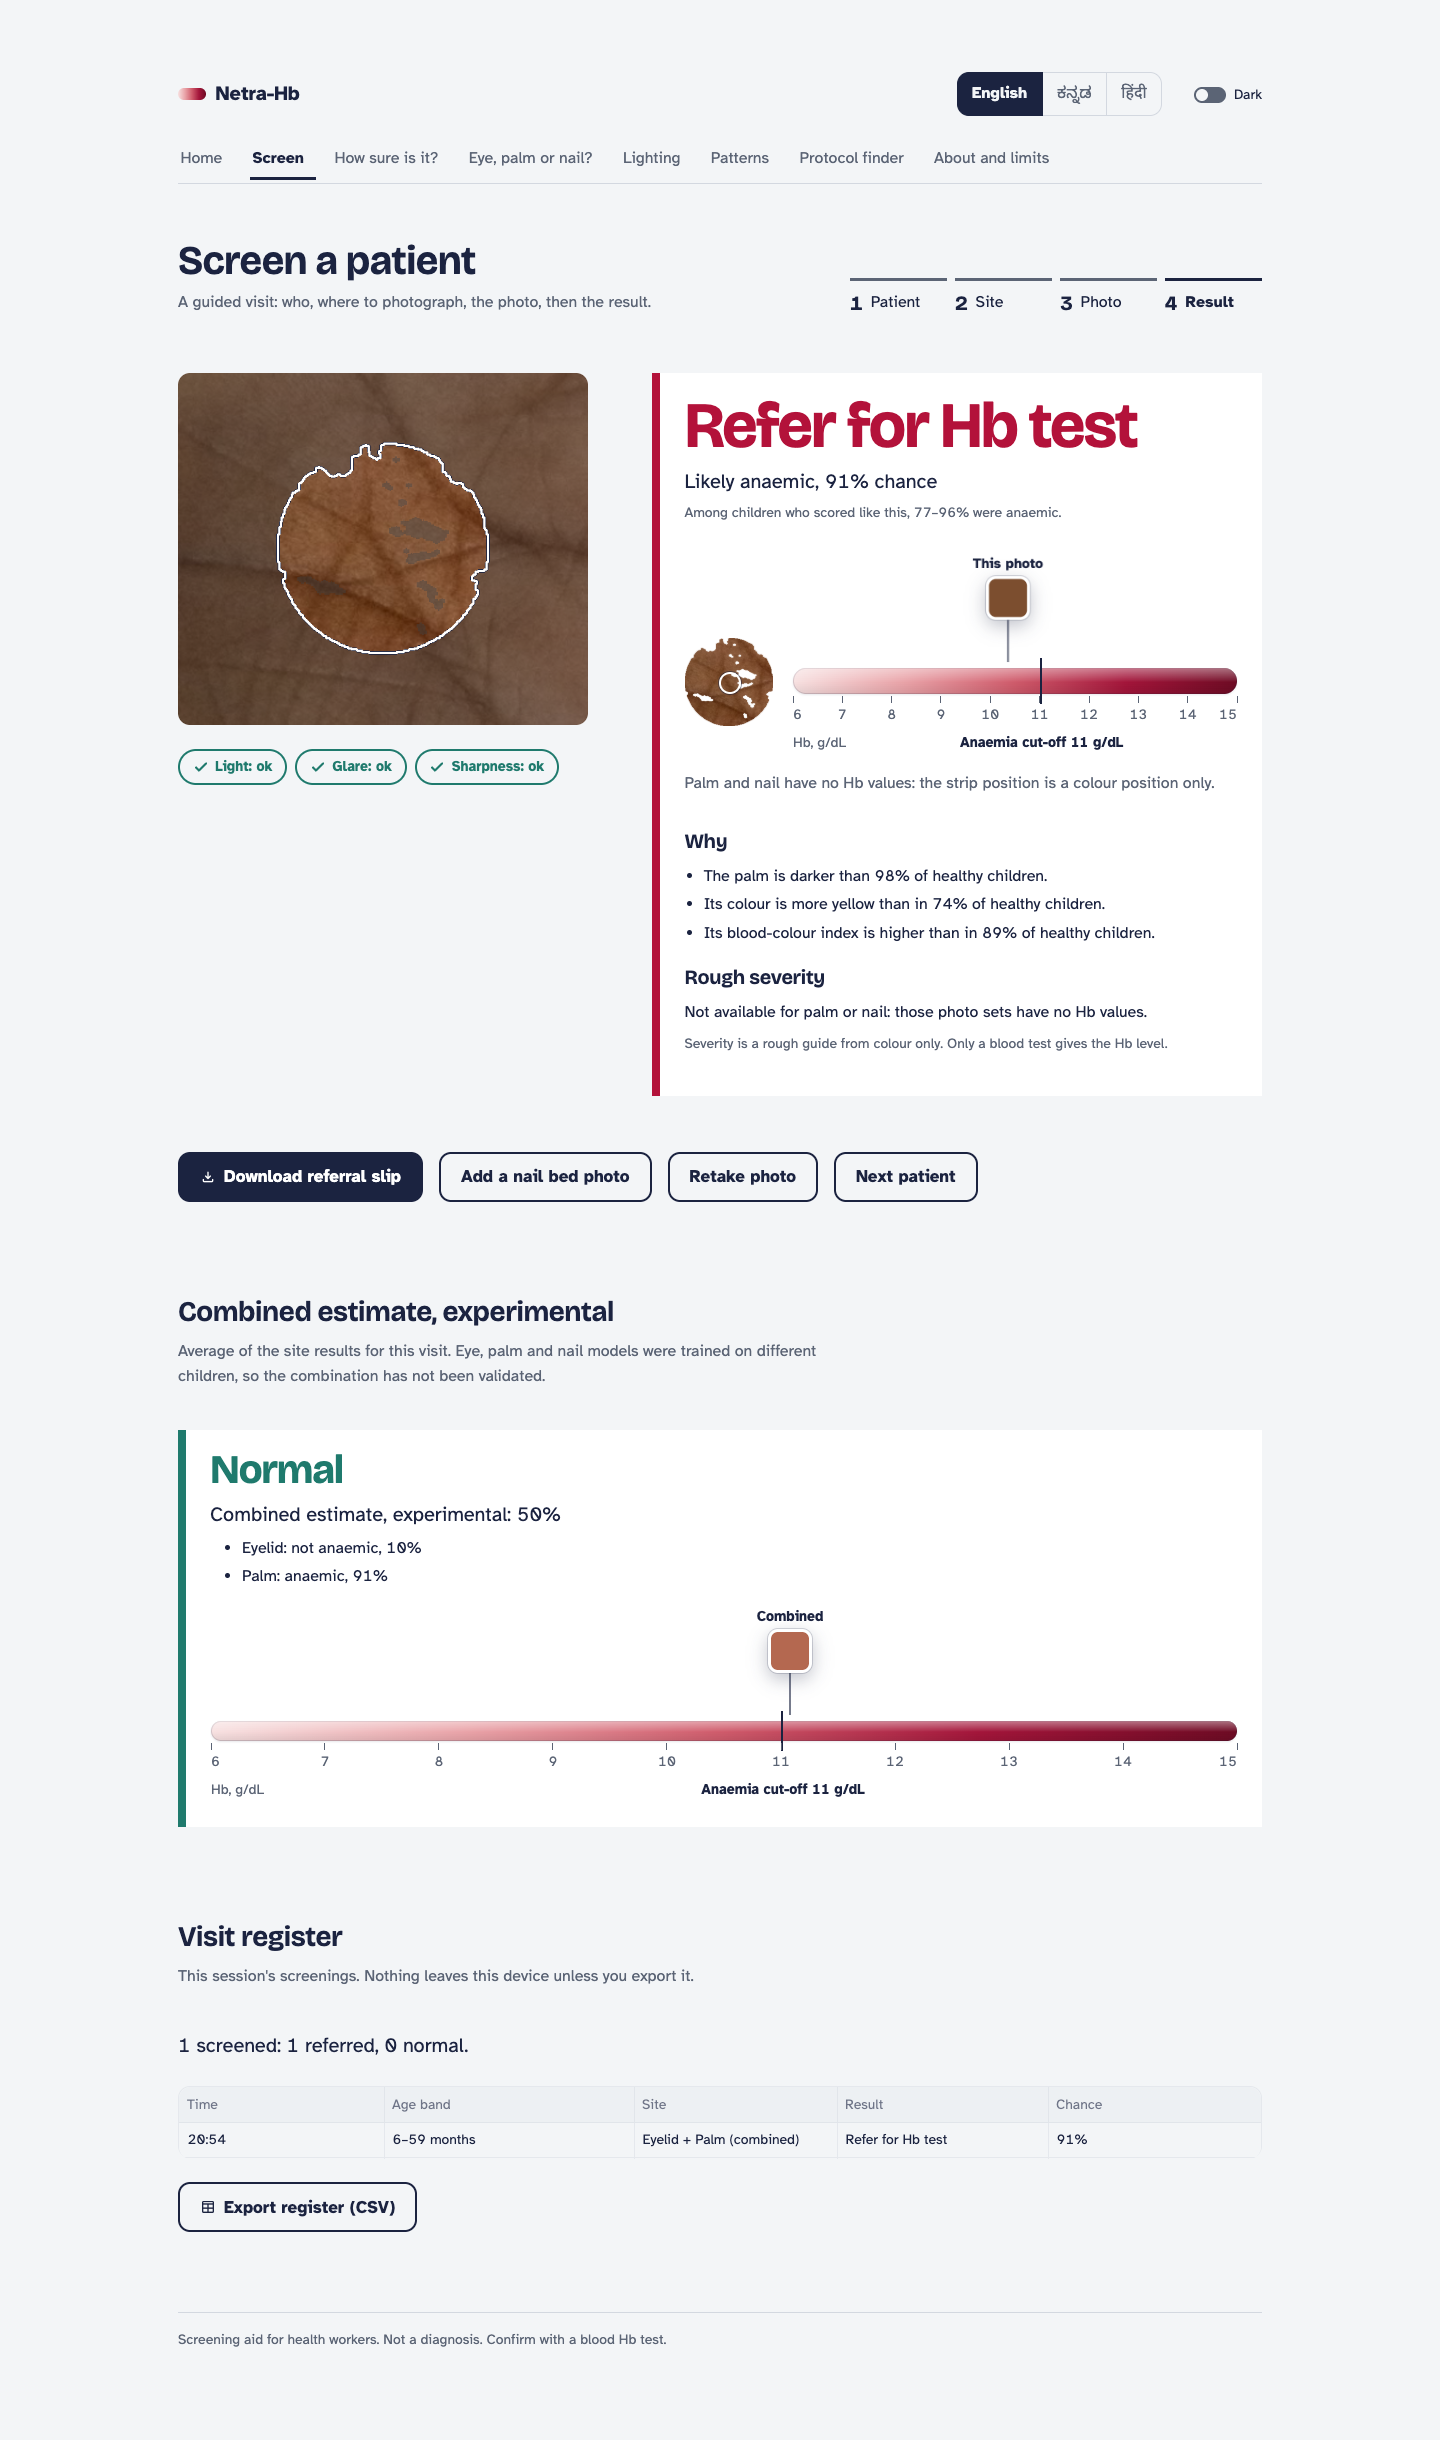 Netra-Hb
English ಕನ್ನಡ हिंदी Dark
Home Screen How sure is it? Eye, palm or nail? Lighting Patterns Protocol finder About and limits
Screen a patient
A guided visit: who, where to photograph, the photo, then the result.
1 Patient 2 Site 3 Photo 4 Result
Light: ok Glare: ok Sharpness: ok
Refer for Hb test
Likely anaemic, 91% chance
Among children who scored like this, 77–96% were anaemic.
This photo
6 7 8 9 10 11 12 13 14 15
Hb, g/dL Anaemia cut-off 11 g/dL
Palm and nail have no Hb values: the strip position is a colour position only.
Why
• The palm is darker than 98% of healthy children.
• Its colour is more yellow than in 74% of healthy children.
• Its blood-colour index is higher than in 89% of healthy children.
Rough severity
Not available for palm or nail: those photo sets have no Hb values.
Severity is a rough guide from colour only. Only a blood test gives the Hb level.
Download referral slip Add a nail bed photo Retake photo Next patient
Combined estimate, experimental
Average of the site results for this visit. Eye, palm and nail models were trained on different
children, so the combination has not been validated.
Normal
Combined estimate, experimental: 50%
• Eyelid: not anaemic, 10%
• Palm: anaemic, 91%
Combined
6 7 8 9 10 11 12 13 14 15
Hb, g/dL Anaemia cut-off 11 g/dL
Visit register
This session's screenings. Nothing leaves this device unless you export it.
1 screened: 1 referred, 0 normal.
Time Age band Site Result Chance
20:54 6–59 months Eyelid + Palm (combined) Refer for Hb test 91%
Export register (CSV)
Screening aid for health workers. Not a diagnosis. Confirm with a blood Hb test.